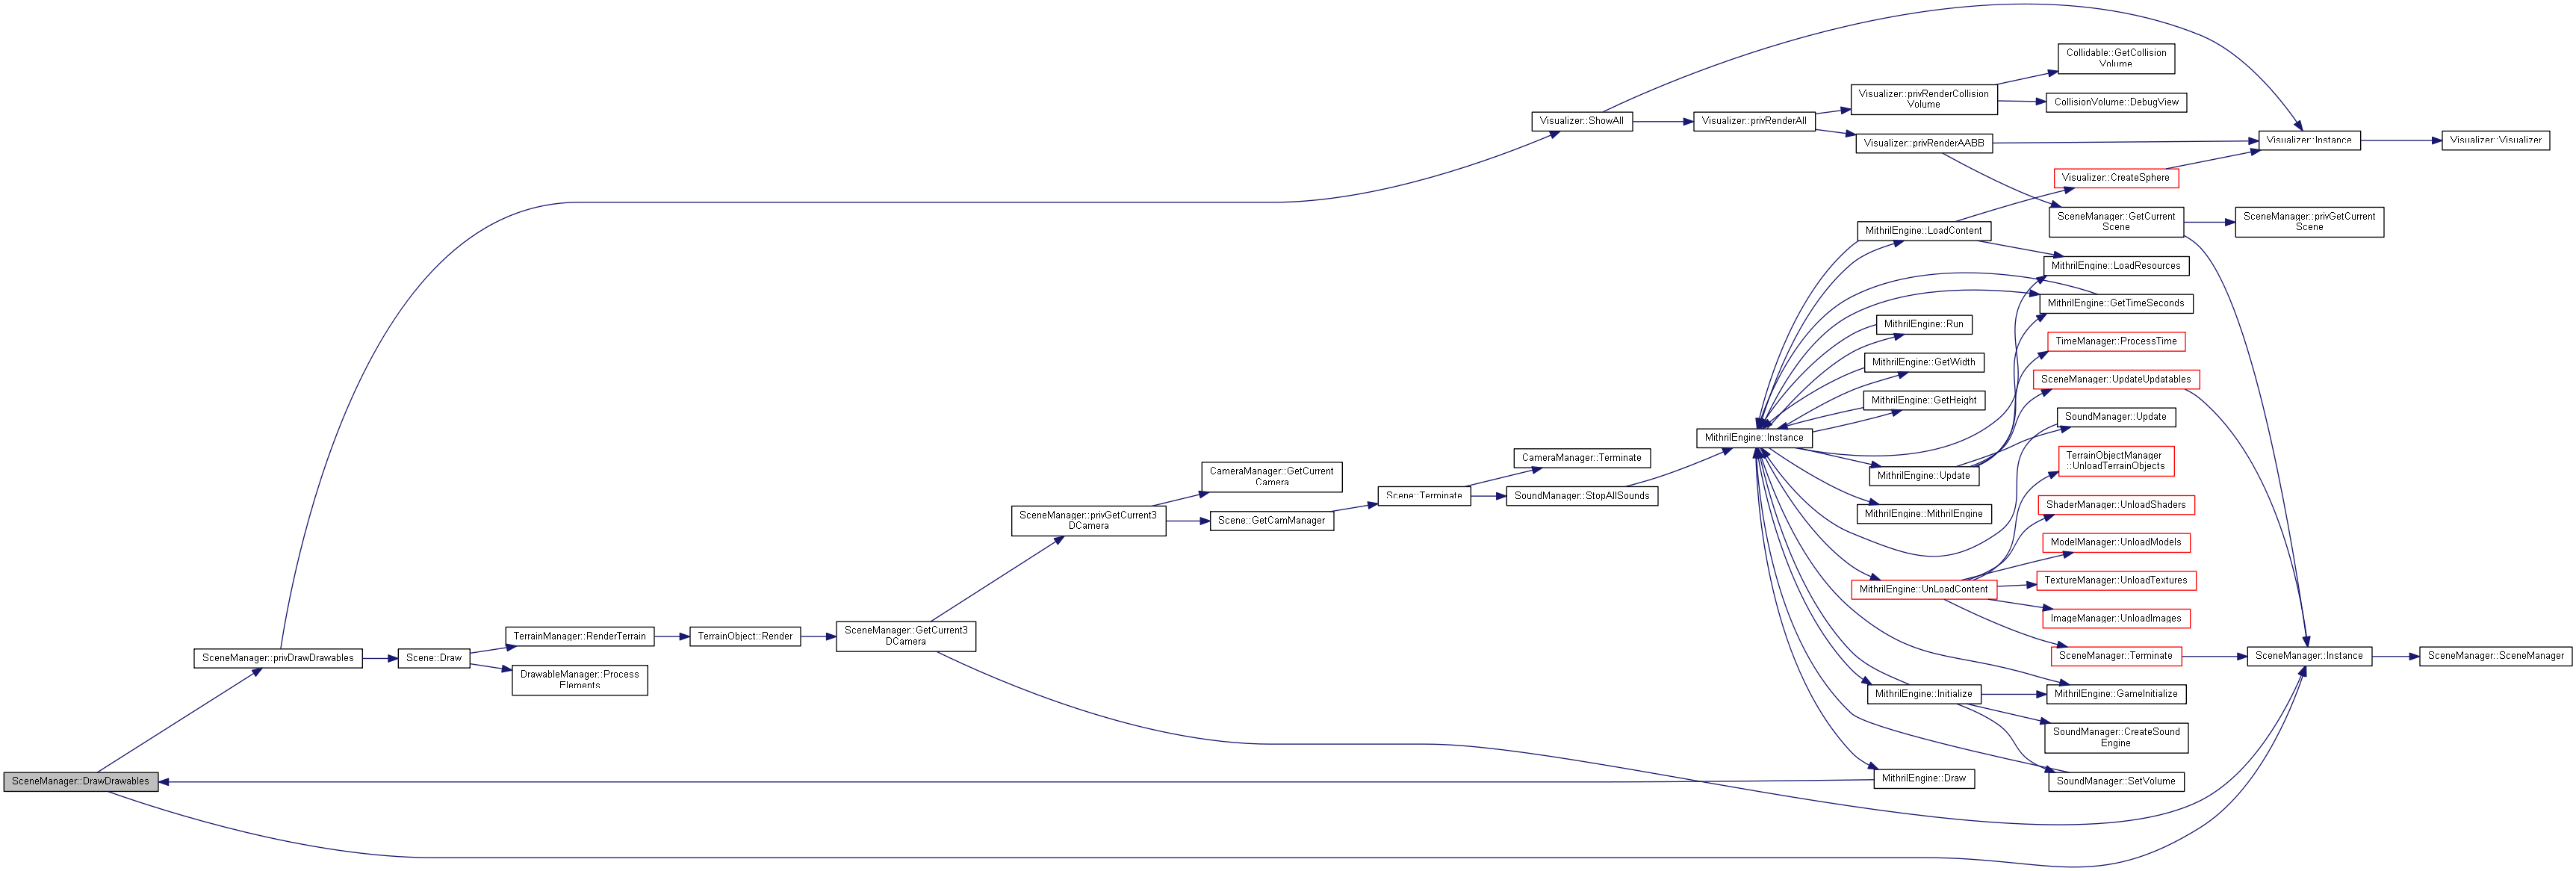 Collidable::GetCollision
Volume
Visualizer::privRenderCollision
Volume
CollisionVolume::DebugView
Visualizer::ShowAll
Visualizer::privRenderAll
Visualizer::privRenderAABB
Visualizer::Instance
Visualizer::Visualizer
Visualizer::CreateSphere
SceneManager::GetCurrent
Scene
SceneManager::privGetCurrent
Scene
MithrilEngine::LoadContent
MithrilEngine::LoadResources
MithrilEngine::GetTimeSeconds
MithrilEngine::Run
TimeManager::ProcessTime
MithrilEngine::GetWidth
SceneManager::UpdateUpdatables
MithrilEngine::GetHeight
SoundManager::Update
MithrilEngine::Instance
CameraManager::Terminate
TerrainObjectManager
::UnloadTerrainObjects
CameraManager::GetCurrent
Camera
MithrilEngine::Update
Scene::Terminate
SoundManager::StopAllSounds
ShaderManager::UnloadShaders
SceneManager::privGetCurrent3
DCamera
Scene::GetCamManager
MithrilEngine::MithrilEngine
ModelManager::UnloadModels
TextureManager::UnloadTextures
MithrilEngine::UnLoadContent
ImageManager::UnloadImages
TerrainManager::RenderTerrain
TerrainObject::Render
SceneManager::GetCurrent3
DCamera
SceneManager::privDrawDrawables
Scene::Draw
SceneManager::Terminate
SceneManager::Instance
SceneManager::SceneManager
DrawableManager::Process
Elements
MithrilEngine::Initialize
MithrilEngine::GameInitialize
SoundManager::CreateSound
Engine
SceneManager::DrawDrawables
MithrilEngine::Draw
SoundManager::SetVolume